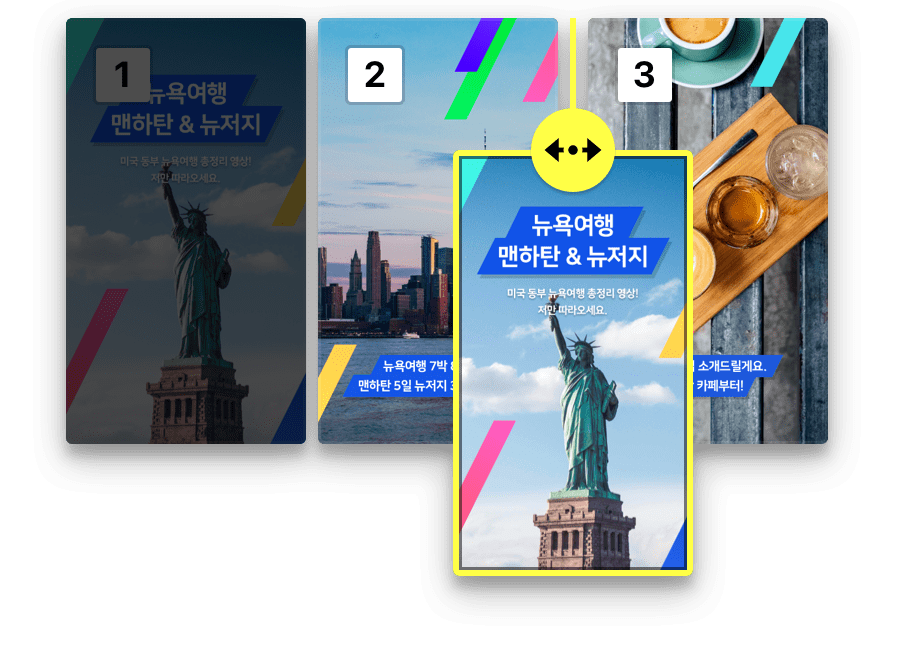 1
뉴욕여행
맨하탄 & 뉴저지
미국 동부 뉴욕여행 총정리 영상!
저만 따라오세요.
2
뉴욕여행 7박
맨하탄 5일 뉴저지
3
소개드릴게요.
카페부터!
뉴욕여행
맨하탄 & 뉴저지
미국 동부 뉴욕여행 총정리 영상!
저만 따라오세요.